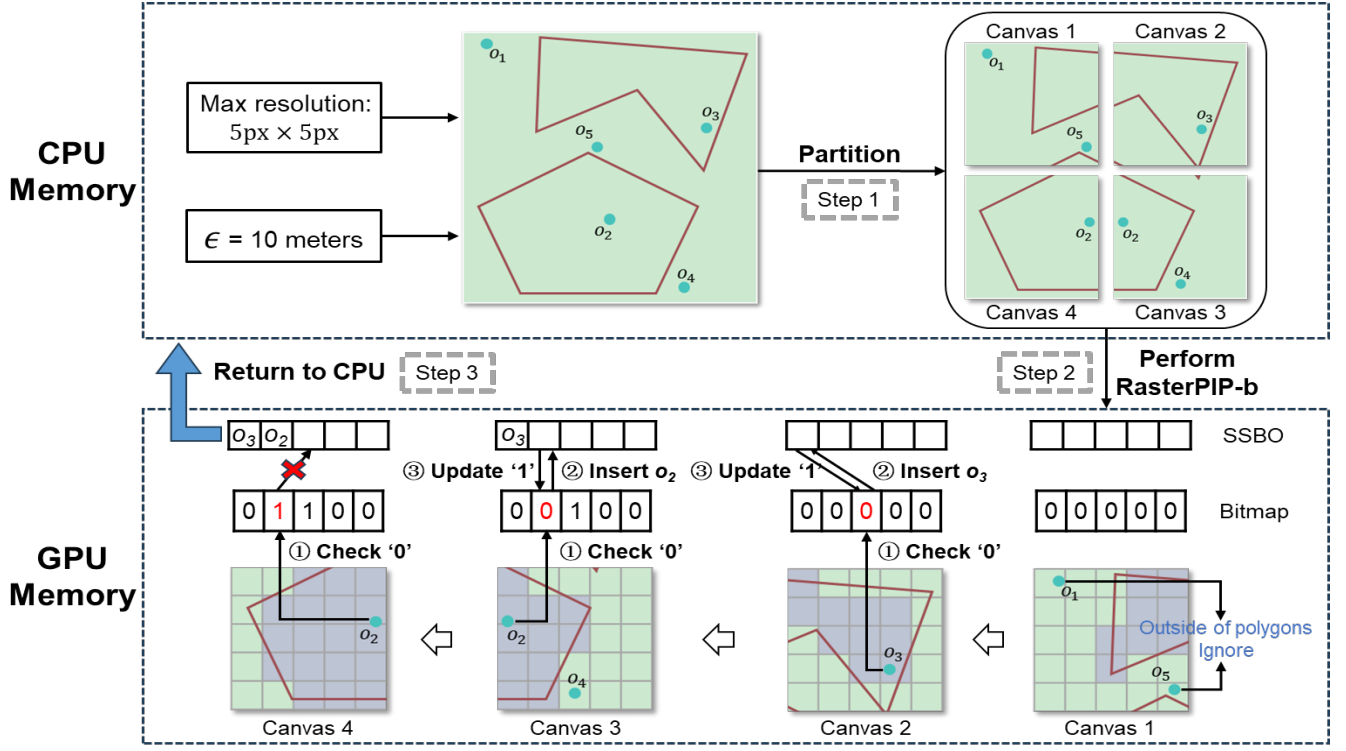 CPU
Memory
Max resolution:
5px × 5px
ϵ = 10 meters
o1
o3
o5
o2
o4
Partition
Step 1
Canvas 1 Canvas 2
o1
o3
o5
o2
o2
o4
Canvas 4 Canvas 3
Return to CPU
Step 3
Step 2
Perform
RasterPIP-b
GPU
Memory
o3 o2
o3
SSBO
③ Update ‘1’ ② Insert o2
③ Update ‘1’ ② Insert o3
0 1 1 0 0
0 0 1 0 0
0 0 0 0 0
0 0 0 0 0
Bitmap
① Check ‘0’
① Check ‘0’
① Check ‘0’
o2
o2
o4
o3
o1
o5
Outside of polygons
Ignore
Canvas 4
Canvas 3
Canvas 2
Canvas 1